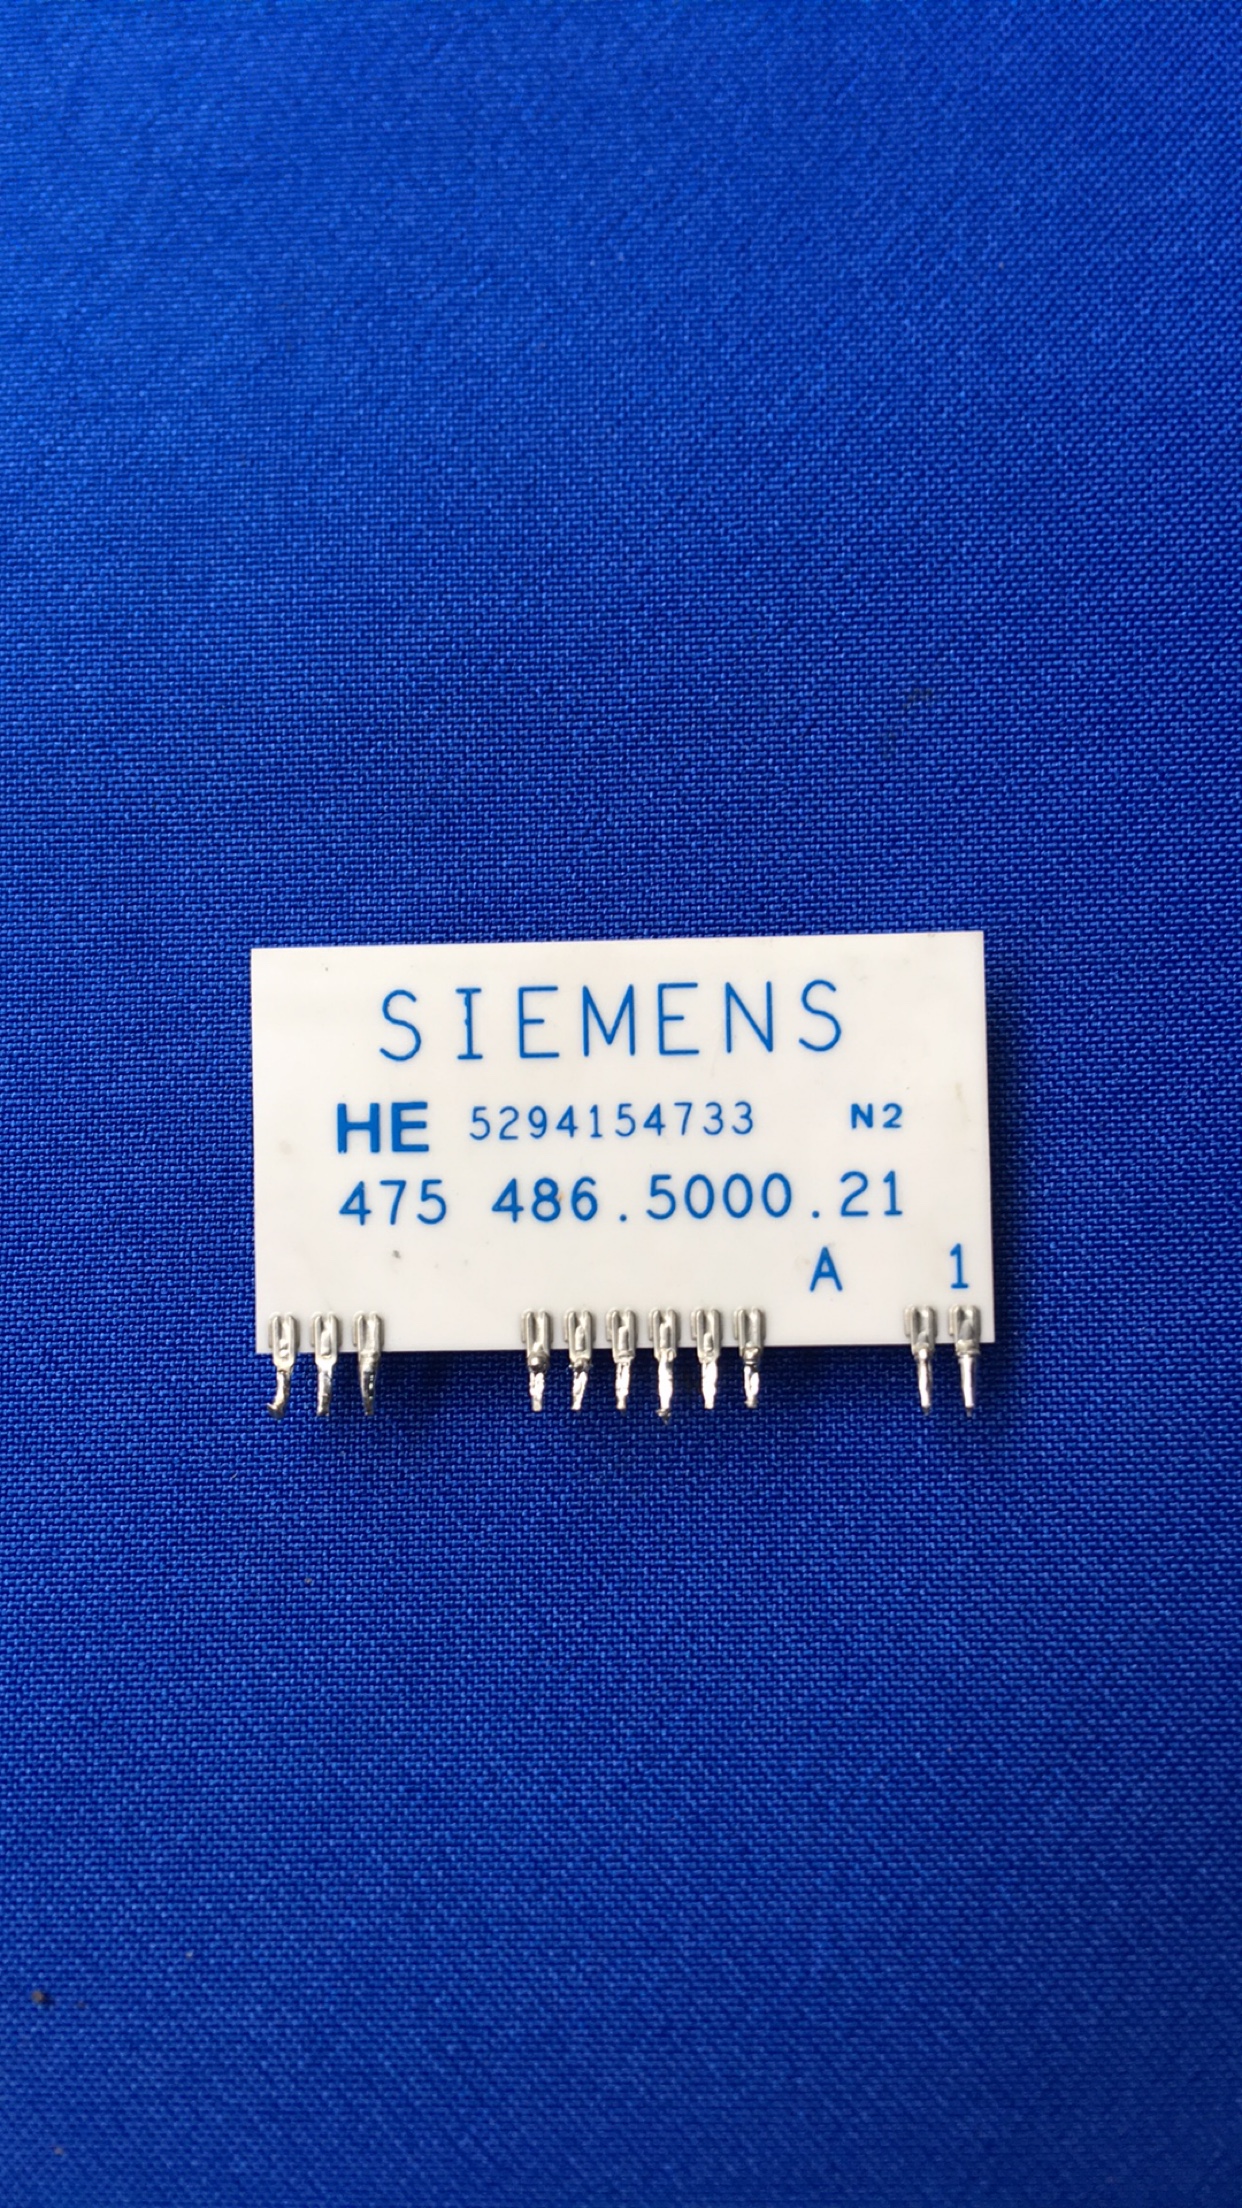 SIEMENS
HE 5294154733 N2
475 486.5000.21
A 1